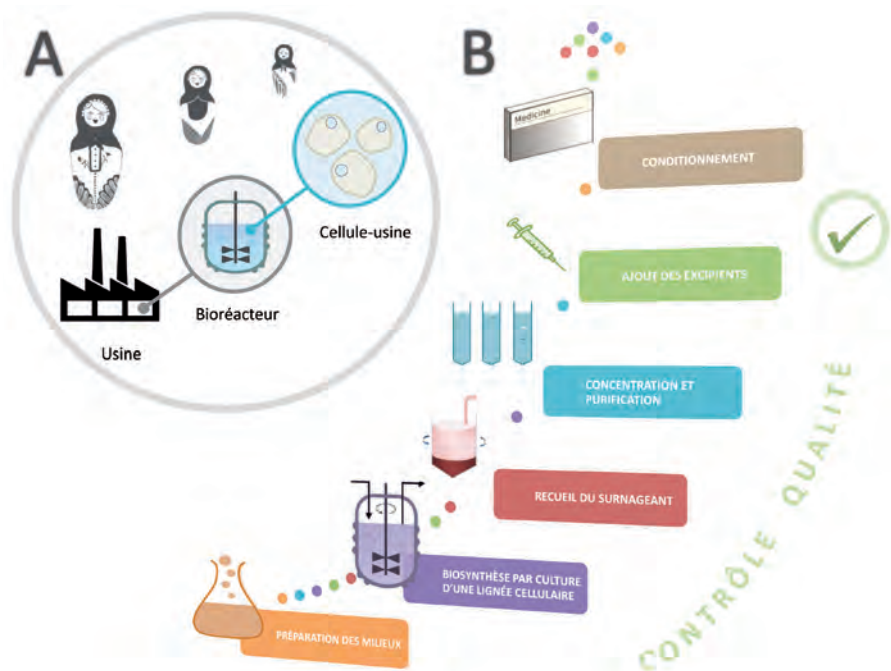 A
Cellule-usine
Bioréacteur
Usine
B
Medicine
CONDITIONNEMENT
AJOUT DES EXCIPIENTS
CONCENTRATION ET
PURIFICATION
RECUEIL DU SURNAGEANT
BIOSYNTHÈSE PAR CULTURE
D'UNE LIGNÉE CELLULAIRE
PRÉPARATION DES MILIEUX
CONTRÔLE QUALITÉ